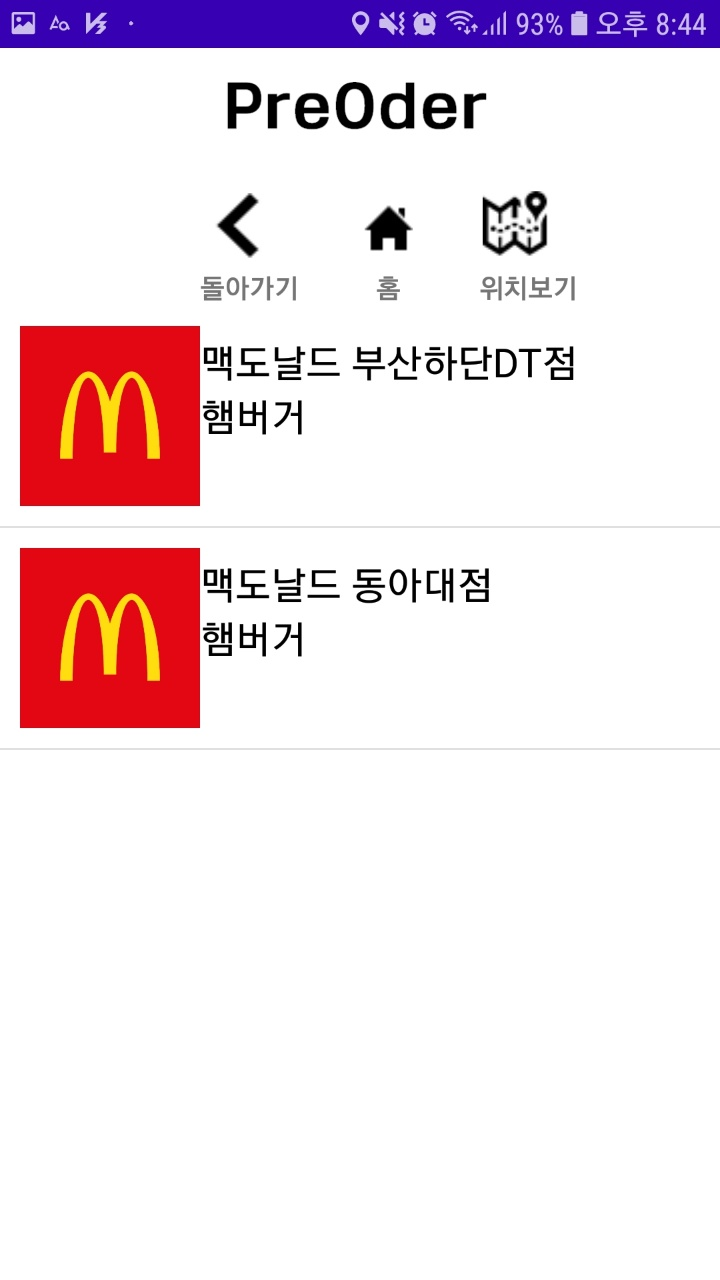 93% 오후 8:44
PreOder
돌아가기 홈 위치보기
맥도날드 부산하단DT점
햄버거
맥도날드 동아대점
햄버거